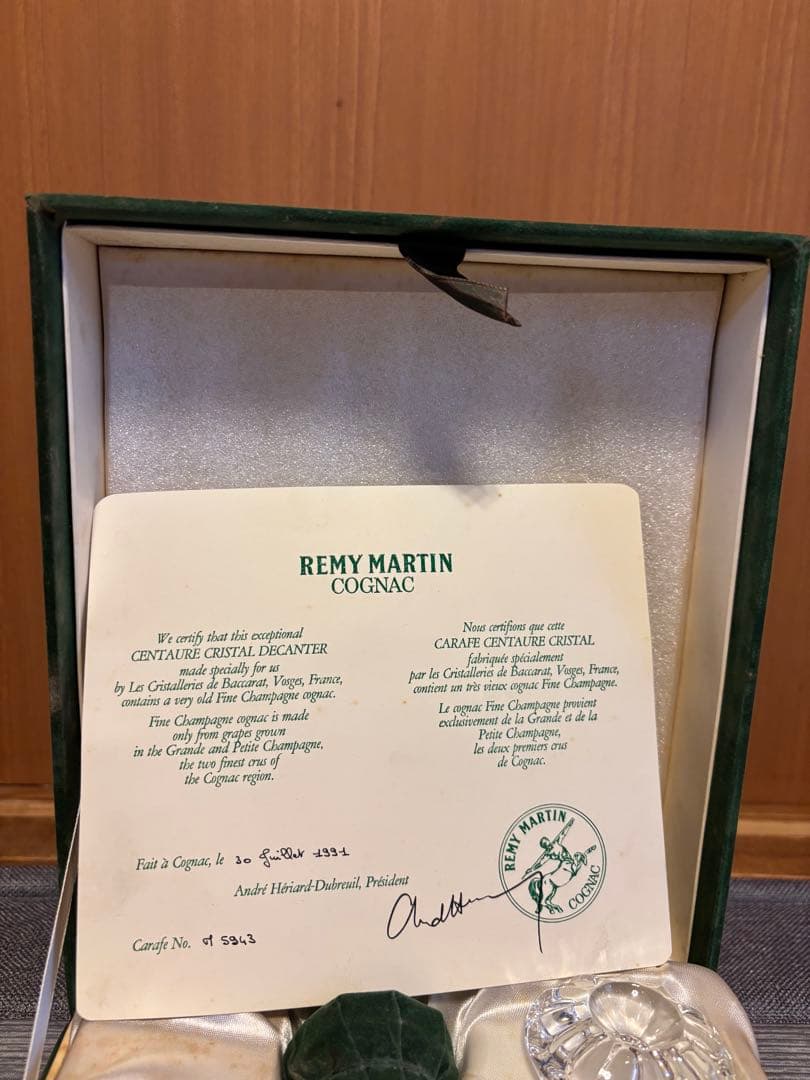 REMY MARTIN
COGNAC
We certify that this exceptional
CENTAURE CRISTAL DECANTER
made specially for us
by Les Cristalleries de Baccarat, Vosges, France,
contains a very old Fine Champagne cognac.
Fine Champagne cognac is made
only from grapes grown
in the Grande and Petite Champagne,
the two finest crus of
the Cognac region.
Nous certifions que cette
CARAFE CENTAURE CRISTAL
fabriquée spécialement
par les Cristalleries de Baccarat, Vosges, France,
contient un très vieux cognac Fine Champagne.
Le cognac Fine Champagne provient
exclusivement de la Grande et de la
Petite Champagne,
les deux premiers crus
de Cognac.
Fait à Cognac, le 30 Juillet 1991
André Hériard-Dubreuil, Président
Carafe No. 5943
REMY MARTIN
COGNAC